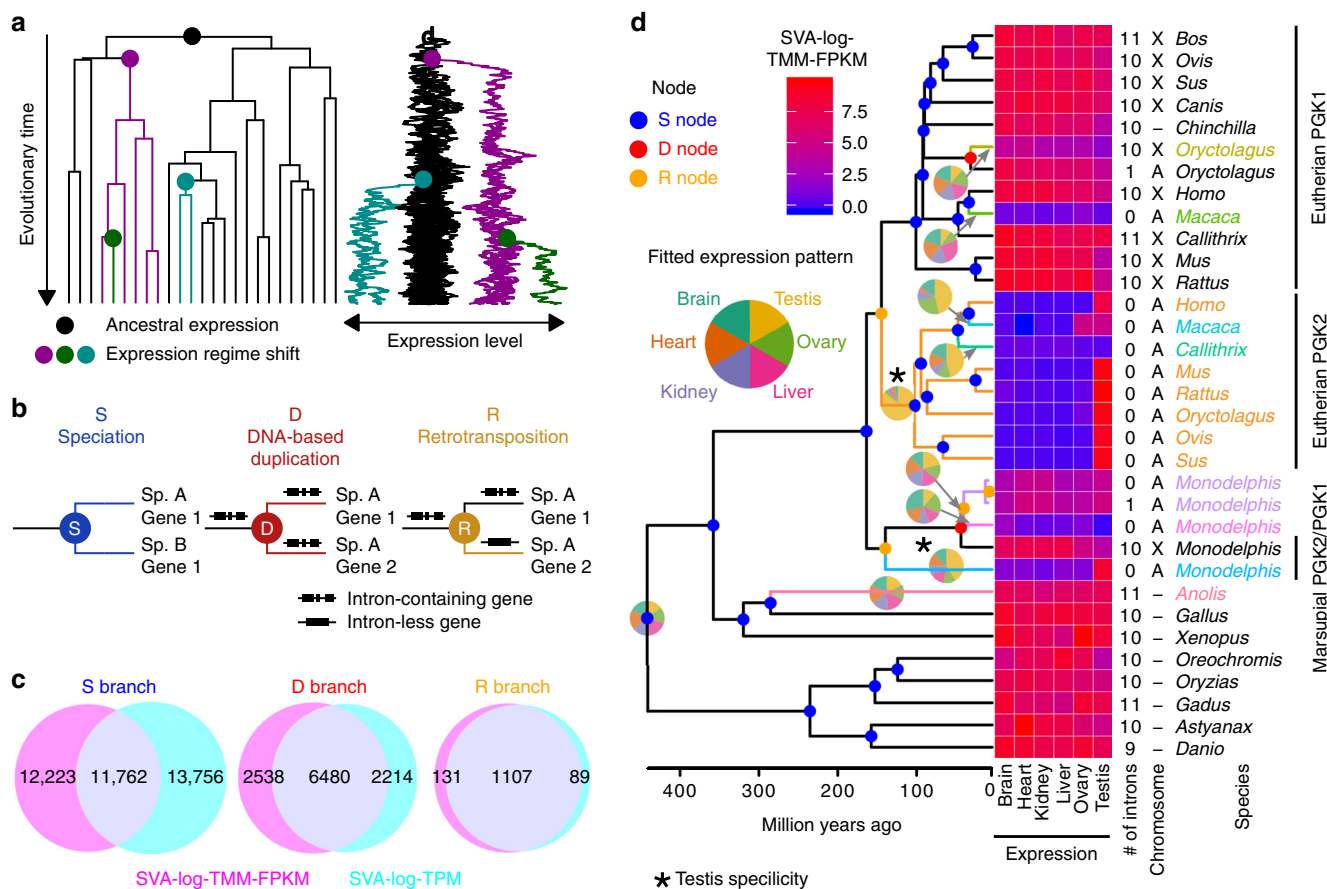 a
Evolutionary time
d
Ancestral expression
Expression regime shift
Expression level
b
S
Speciation
D
DNA-based
duplication
R
Retrotransposition
S
Sp. A
Gene 1
Sp. B
Gene 1
D
Sp. A
Gene 1
Sp. A
Gene 2
R
Sp. A
Gene 1
Sp. A
Gene 2
Intron-containing gene
Intron-less gene
c
S branch
D branch
R branch
12,223 11,762 13,756
2538 6480 2214
131 1107 89
SVA-log-TMM-FPKM
SVA-log-TPM
d
Node
S node
D node
R node
SVA-log-
TMM-FPKM
7.5
5.0
2.5
0.0
Fitted expression pattern
Brain
Testis
Heart
Ovary
Kidney
Liver
*
*
11 X Bos
10 X Ovis
10 X Sus
10 X Canis
10 – Chinchilla
10 X Oryctolagus
1 A Oryctolagus
10 X Homo
0 A Macaca
11 X Callithrix
10 X Mus
10 X Rattus
0 A Homo
0 A Macaca
0 A Callithrix
0 A Mus
0 A Rattus
0 A Oryctolagus
0 A Ovis
0 A Sus
0 A Monodelphis
1 A Monodelphis
0 A Monodelphis
10 X Monodelphis
0 A Monodelphis
11 – Anolis
10 – Gallus
10 – Xenopus
10 – Oreochromis
10 – Oryzias
11 – Gadus
10 – Astyanax
9 – Danio
Eutherian PGK1
Eutherian PGK2
Marsupial PGK2/PGK1
400 300 200 100 0
Million years ago
Brain
Heart
Kidney
Liver
Ovary
Testis
Expression
# of introns
Chromosome
Species
* Testis specilicity